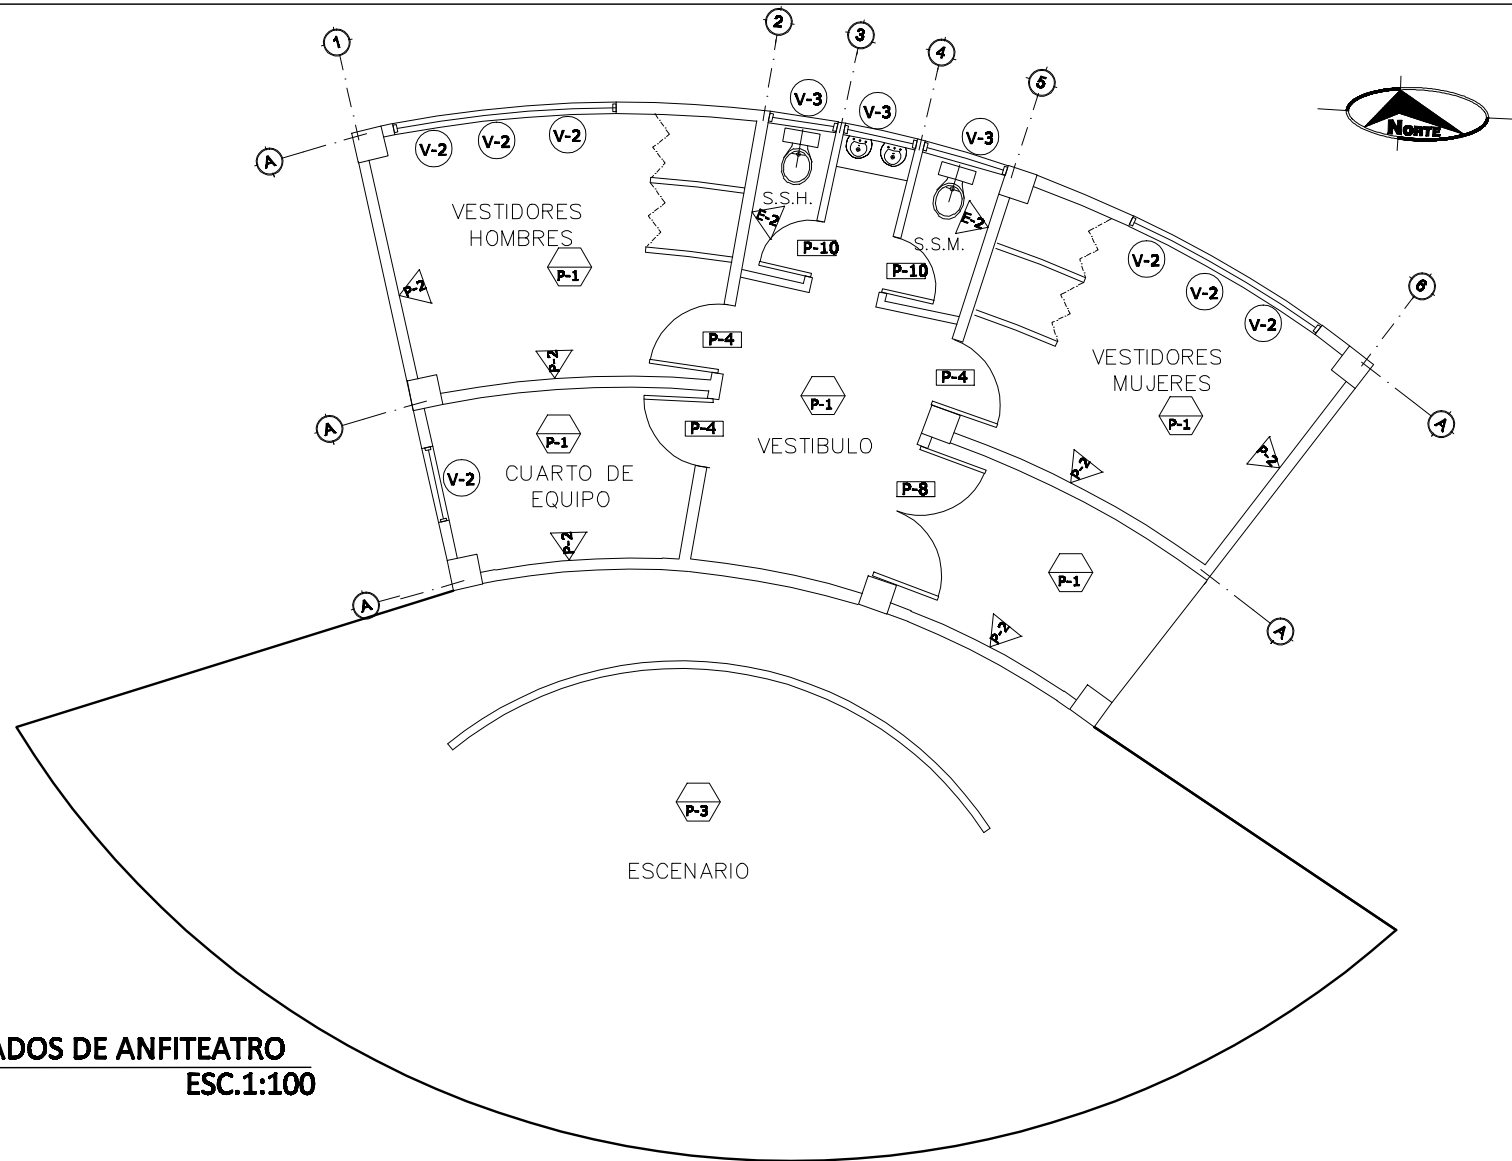 1
2
3
4
5
6
A
A
A
A
A
NORTE
V-2
V-2
V-2
V-3
V-3
V-3
VESTIDORES
HOMBRES
P-1
P-2
P-2
S.S.H.
E-2
P-10
P-10
S.S.M.
E-2
V-2
V-2
V-2
VESTIDORES
MUJERES
P-1
P-2
P-2
P-4
P-4
P-4
P-1
VESTIBULO
P-8
P-1
CUARTO DE
EQUIPO
V-2
P-2
P-1
P-2
P-3
ESCENARIO
ADOS DE ANFITEATRO
ESC.1:100